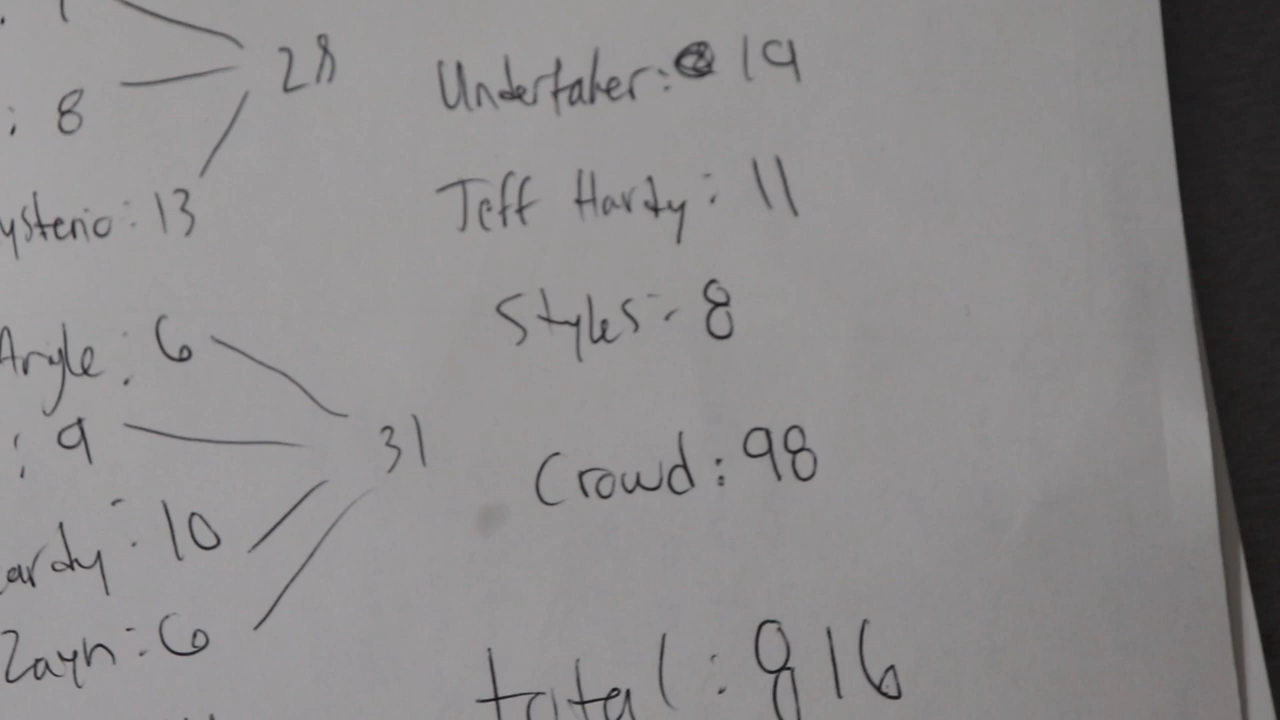 28
: 8
ysterio: 13
Angle: 6
: 9
31
ardy: 10
Zayn: 6
Undertaker: 19
Jeff Hardy: 11
Styles: 8
Crowd: 98
total: 816